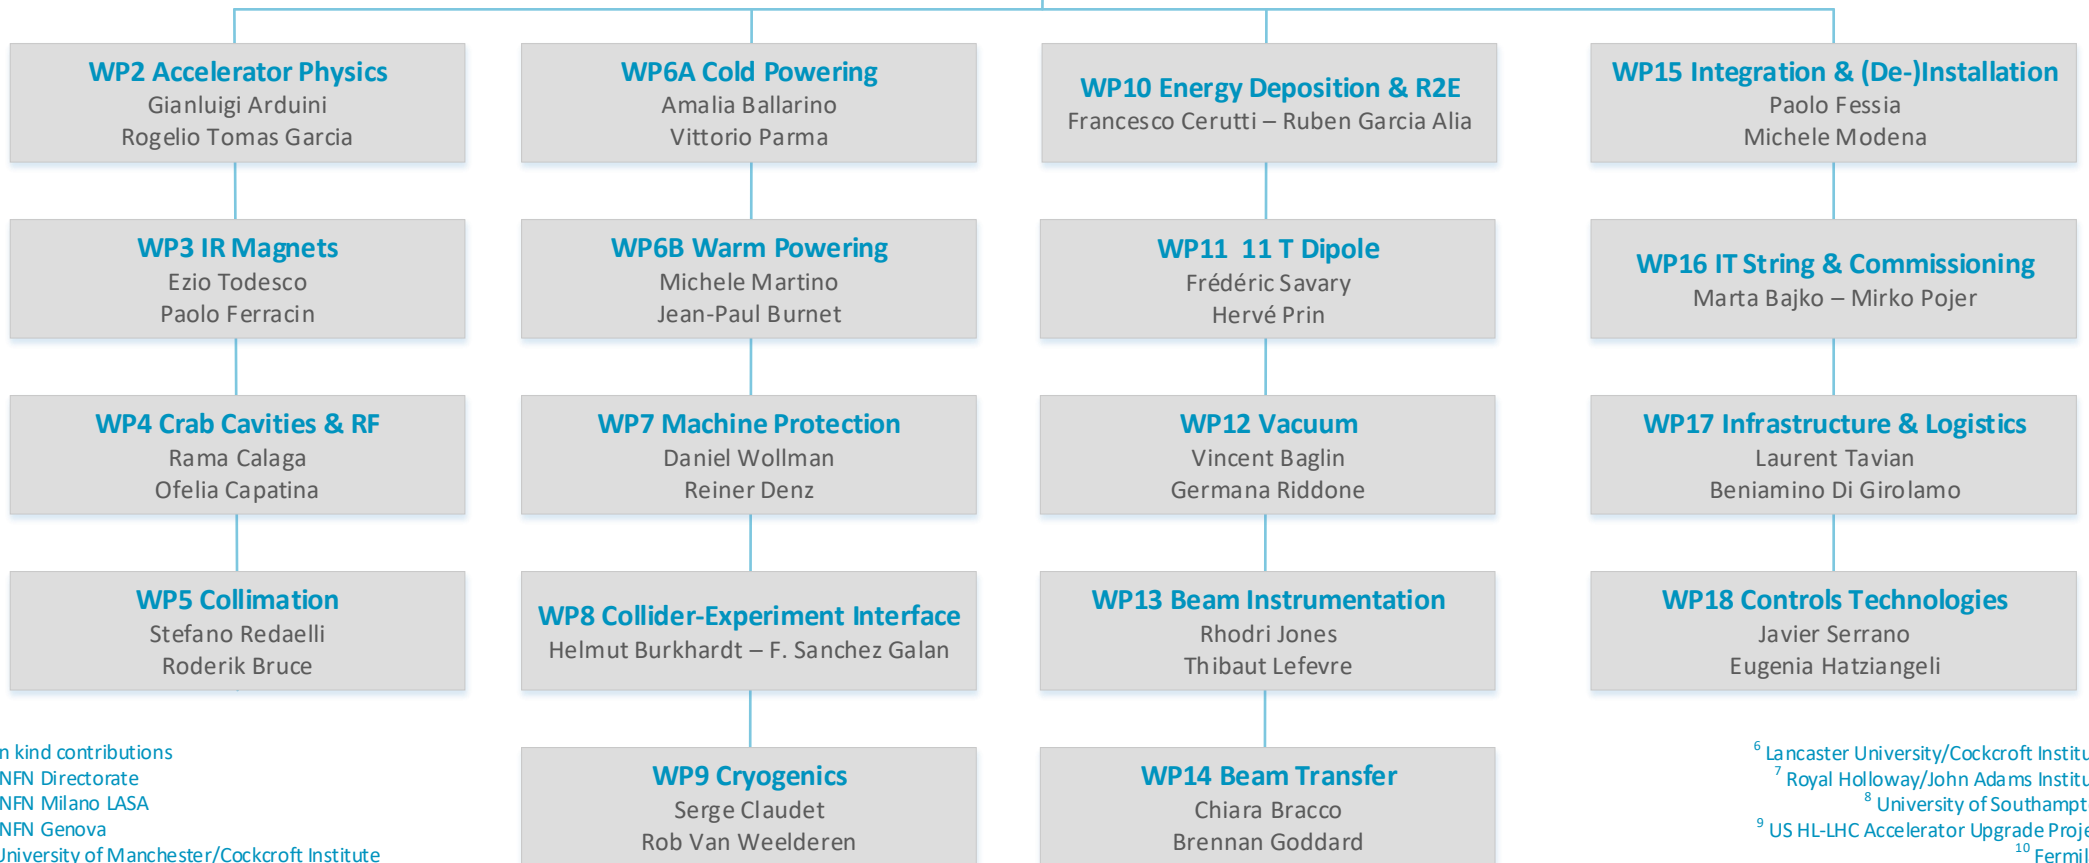 WP2 Accelerator Physics
Gianluigi Arduini
Rogelio Tomas Garcia
WP3 IR Magnets
Ezio Todesco
Paolo Ferracin
WP4 Crab Cavities & RF
Rama Calaga
Ofelia Capatina
WP5 Collimation
Stefano Redaelli
Roderik Bruce
WP6A Cold Powering
Amalia Ballarino
Vittorio Parma
WP6B Warm Powering
Michele Martino
Jean-Paul Burnet
WP7 Machine Protection
Daniel Wollman
Reiner Denz
WP8 Collider-Experiment Interface
Helmut Burkhardt – F. Sanchez Galan
WP9 Cryogenics
Serge Claudet
Rob Van Weelderen
WP10 Energy Deposition & R2E
Francesco Cerutti – Ruben Garcia Alia
WP11 11 T Dipole
Frédéric Savary
Hervé Prin
WP12 Vacuum
Vincent Baglin
Germana Riddone
WP13 Beam Instrumentation
Rhodri Jones
Thibaut Lefevre
WP14 Beam Transfer
Chiara Bracco
Brennan Goddard
WP15 Integration & (De-)Installation
Paolo Fessia
Michele Modena
WP16 IT String & Commissioning
Marta Bajko – Mirko Pojer
WP17 Infrastructure & Logistics
Laurent Tavian
Beniamino Di Girolamo
WP18 Controls Technologies
Javier Serrano
Eugenia Hatziangeli
n kind contributions
NFN Directorate
NFN Milano LASA
NFN Genova
University of Manchester/Cockcroft Institute
6 Lancaster University/Cockcroft Institu
7 Royal Holloway/John Adams Institu
8 University of Southampt
9 US HL-LHC Accelerator Upgrade Proje
10 Fermil